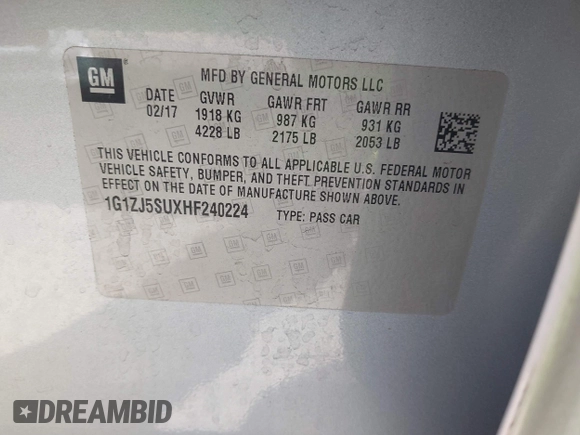 GM
MFD BY GENERAL MOTORS LLC
DATE GVWR GAWR FRT GAWR RR
02/17 1918 KG 987 KG 931 KG
4228 LB 2175 LB 2053 LB
THIS VEHICLE CONFORMS TO ALL APPLICABLE U.S. FEDERAL MOTOR
VEHICLE SAFETY, BUMPER, AND THEFT PREVENTION STANDARDS IN
EFFECT ON THE DATE OF MANUFACTURE SHOWN ABOVE.
1G1ZJ5SUXHF240224 TYPE: PASS CAR
DREAMBID